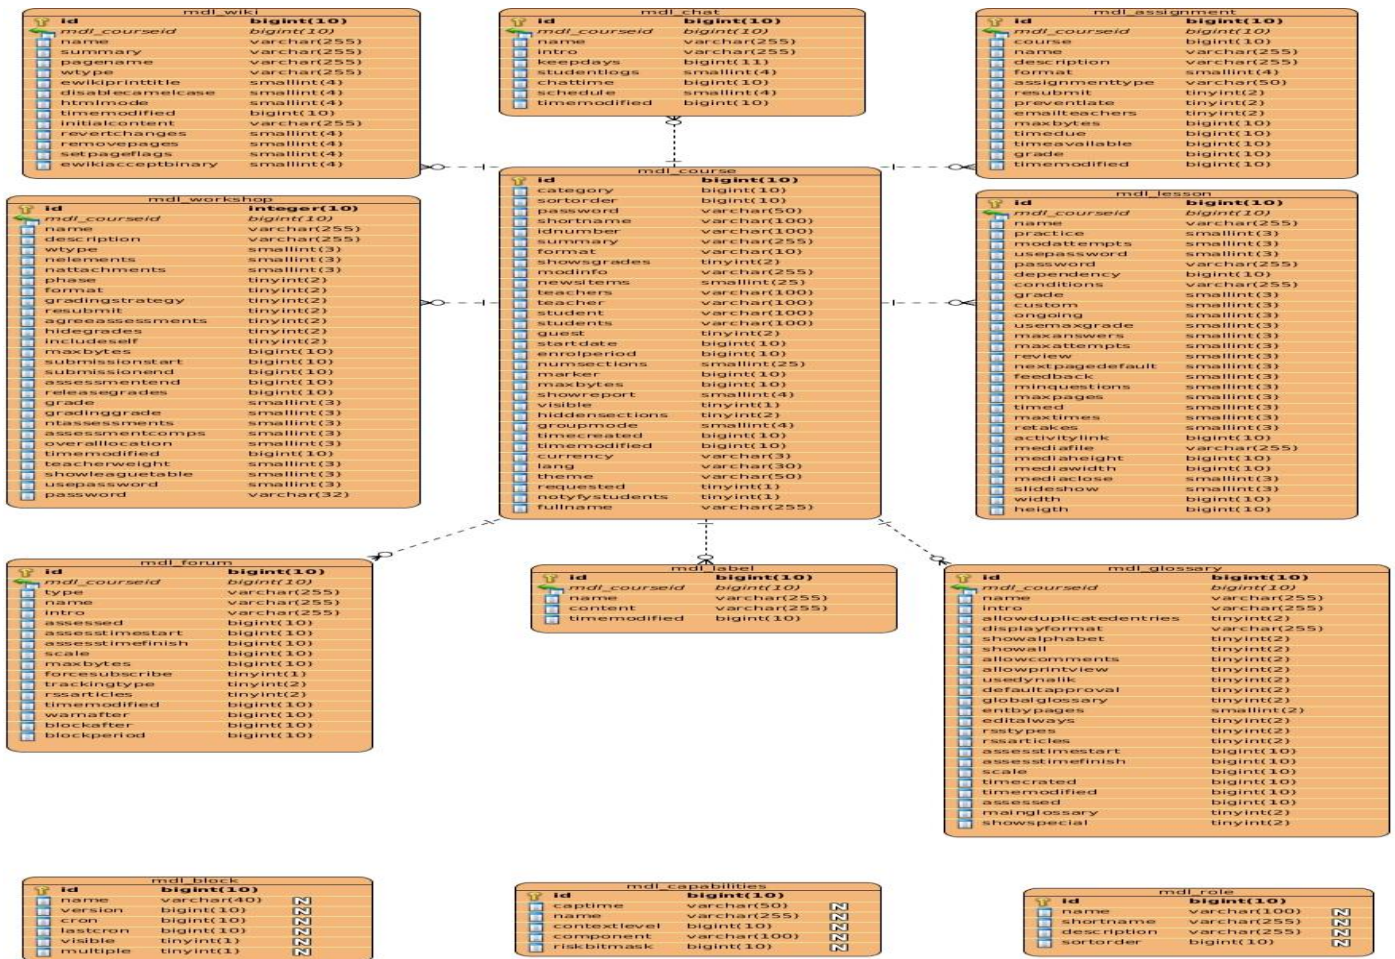 mdl_wiki
id bigint(10)
mdl_courseid bigint(10)
name varchar(255)
summary varchar(255)
pagename varchar(255)
wtype varchar(255)
ewikiprinttitle smallint(4)
disablecamelcase smallint(4)
htmlmode smallint(4)
timemodified bigint(10)
initialcontent varchar(255)
revertchanges smallint(4)
removepages smallint(4)
setpageflags smallint(4)
ewikiacceptbinary smallint(4)
mdl_chat
id bigint(10)
mdl_courseid bigint(10)
name varchar(255)
intro varchar(255)
keepdays bigint(11)
studentlogs smallint(4)
chattime bigint(10)
schedule smallint(4)
timemodified bigint(10)
mdl_assignment
id bigint(10)
mdl_courseid bigint(10)
course bigint(10)
name varchar(255)
description varchar(255)
format smallint(4)
assignmenttype varchar(50)
resubmit tinyint(2)
preventlate tinyint(2)
emailteachers tinyint(2)
maxbytes bigint(10)
timedue bigint(10)
timeavailable bigint(10)
grade bigint(10)
timemodified bigint(10)
mdl_workshop
id integer(10)
mdl_courseid bigint(10)
name varchar(255)
description varchar(255)
wtype smallint(3)
nelements smallint(3)
nattachments smallint(3)
phase tinyint(2)
format tinyint(2)
gradingstrategy tinyint(2)
resubmit tinyint(2)
agreeassessments tinyint(2)
hidegrades tinyint(2)
includeself tinyint(2)
maxbytes bigint(10)
submissionstart bigint(10)
submissionend bigint(10)
assessmentend bigint(10)
releasegrades bigint(10)
grade smallint(3)
gradinggrade smallint(3)
ntassessments smallint(3)
assessmentcomps smallint(3)
overalllocation smallint(3)
timemodified bigint(10)
teacherweight smallint(3)
showleaguetable smallint(3)
usepassword smallint(3)
password varchar(32)
mdl_course
id bigint(10)
category bigint(10)
sortorder bigint(10)
password varchar(50)
shortname varchar(100)
idnumber varchar(100)
summary varchar(255)
format varchar(10)
showsgrades tinyint(2)
modinfo varchar(255)
newsitems smallint(25)
teachers varchar(100)
teacher varchar(100)
student varchar(100)
students varchar(100)
guest tinyint(2)
startdate bigint(10)
enrolperiod bigint(10)
numsections smallint(25)
marker bigint(10)
maxbytes bigint(10)
showreport smallint(4)
visible tinyint(1)
hiddensections tinyint(2)
groupmode smallint(4)
timecreated bigint(10)
timemodified bigint(10)
currency varchar(3)
lang varchar(30)
theme varchar(50)
requested tinyint(1)
notyfystudents tinyint(1)
fullname varchar(255)
mdl_lesson
id bigint(10)
mdl_courseid bigint(10)
name varchar(255)
practice smallint(3)
modattempts smallint(3)
usepassword smallint(3)
password varchar(255)
dependency bigint(10)
conditions varchar(255)
grade smallint(3)
custom smallint(3)
ongoing smallint(3)
usemaxgrade smallint(3)
maxanswers smallint(3)
maxattempts smallint(3)
review smallint(3)
nextpagedefault smallint(3)
feedback smallint(3)
minquestions smallint(3)
maxpages smallint(3)
timed smallint(3)
maxtimes smallint(3)
retakes smallint(3)
activitylink bigint(10)
mediafile varchar(255)
mediaheight bigint(10)
mediawidth bigint(10)
mediaclose smallint(3)
slideshow smallint(3)
width bigint(10)
heigth bigint(10)
mdl_forum
id bigint(10)
mdl_courseid bigint(10)
type varchar(255)
name varchar(255)
intro varchar(255)
assessed bigint(10)
assesstimestart bigint(10)
assesstimefinish bigint(10)
scale bigint(10)
maxbytes bigint(10)
forcesubscribe tinyint(1)
trackingtype tinyint(2)
rssarticles tinyint(2)
timemodified bigint(10)
warnafter bigint(10)
blockafter bigint(10)
blockperiod bigint(10)
mdl_label
id bigint(10)
mdl_courseid bigint(10)
name varchar(255)
content varchar(255)
timemodified bigint(10)
mdl_glossary
id bigint(10)
mdl_courseid bigint(10)
name varchar(255)
intro varchar(255)
allowduplicatedentries tinyint(2)
displayformat varchar(255)
showalphabet tinyint(2)
showall tinyint(2)
allowcomments tinyint(2)
allowprintview tinyint(2)
usedynalik tinyint(2)
defaultapproval tinyint(2)
globalglossary tinyint(2)
entbypages smallint(2)
editalways tinyint(2)
rsstypes tinyint(2)
rssarticles tinyint(2)
assesstimestart bigint(10)
assesstimefinish bigint(10)
scale bigint(10)
timecrated bigint(10)
timemodified bigint(10)
assessed bigint(10)
mainglossary tinyint(2)
showspecial tinyint(2)
mdl_block
id bigint(10)
name varchar(40) N
version bigint(10) N
cron bigint(10) N
lastcron bigint(10) N
visible tinyint(1) N
multiple tinyint(1) N
mdl_capabilities
id bigint(10)
captime varchar(50) N
name varchar(255) N
contextlevel bigint(10) N
component varchar(100) N
riskbitmask bigint(10) N
mdl_role
id bigint(10)
name varchar(100) N
shortname varchar(255) N
description varchar(255) N
sortorder bigint(10) N